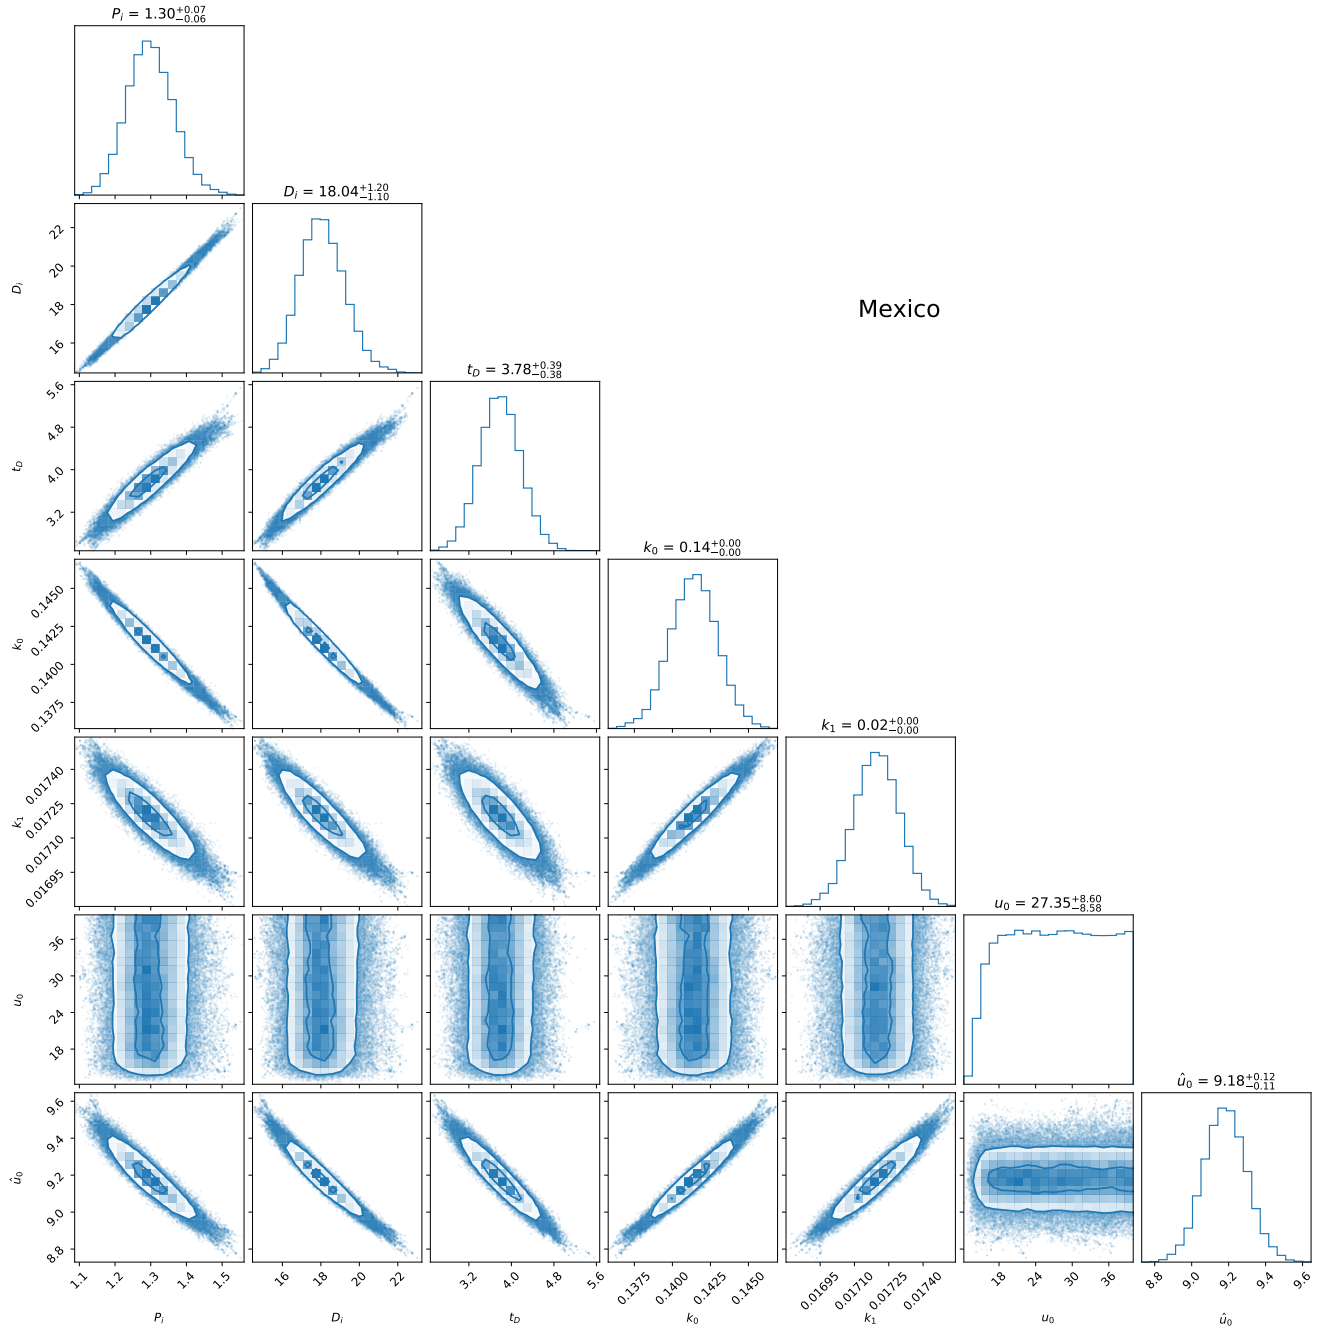 P_i = 1.30^{+0.07}_{-0.06}
D_i = 18.04^{+1.20}_{-1.10}
Mexico
t_D = 3.78^{+0.39}_{-0.38}
k_0 = 0.14^{+0.00}_{-0.00}
k_1 = 0.02^{+0.00}_{-0.00}
u_0 = 27.35^{+8.60}_{-8.58}
û_0 = 9.18^{+0.12}_{-0.11}
D_i
22
20
18
16
t_D
5.6
4.8
4.0
3.2
k_0
0.1450
0.1425
0.1400
0.1375
k_1
0.01740
0.01725
0.01710
0.01695
u_0
36
30
24
18
û_0
9.6
9.4
9.2
9.0
8.8
1.1 1.2 1.3 1.4 1.5
16 18 20 22
3.2 4.0 4.8 5.6
0.1375 0.1400 0.1425 0.1450
0.01695 0.01710 0.01725 0.01740
18 24 30 36
8.8 9.0 9.2 9.4 9.6
P_i D_i t_D k_0 k_1 u_0 û_0